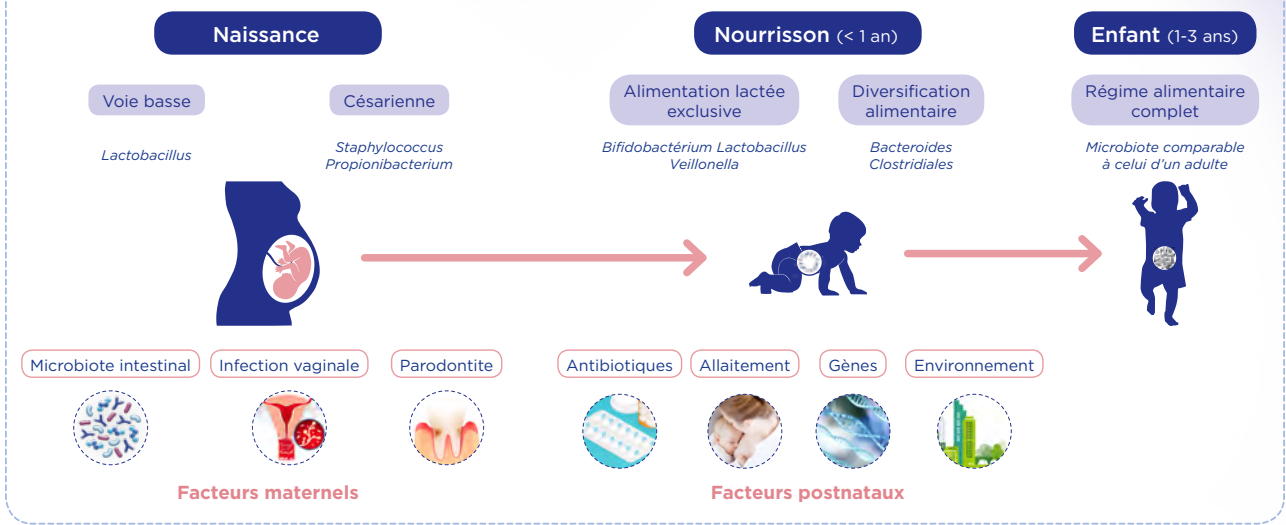 Naissance
Nourrisson (< 1 an)
Enfant (1-3 ans)
Voie basse
Césarienne
Alimentation lactée
exclusive
Diversification
alimentaire
Régime alimentaire
complet
Lactobacillus
Staphylococcus
Propionibacterium
Bifidobactérium Lactobacillus
Veillonella
Bacteroides
Clostridiales
Microbiote comparable
à celui d'un adulte
Microbiote intestinal
Infection vaginale
Parodontite
Antibiotiques
Allaitement
Gènes
Environnement
Facteurs maternels
Facteurs postnataux